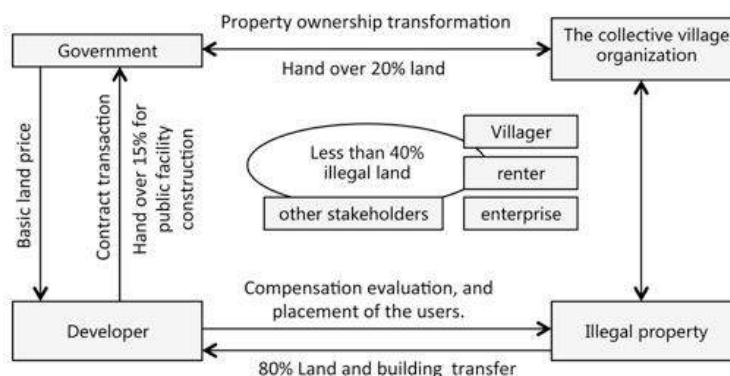 Property ownership transformation
Government
The collective village
organization
Hand over 20% land
Basic land price
Contract transaction
Hand over 15% for
public facility
construction
Villager
Less than 40%
illegal land
renter
other stakeholders
enterprise
Compensation evaluation, and
placement of the users.
Developer
Illegal property
80% Land and building transfer